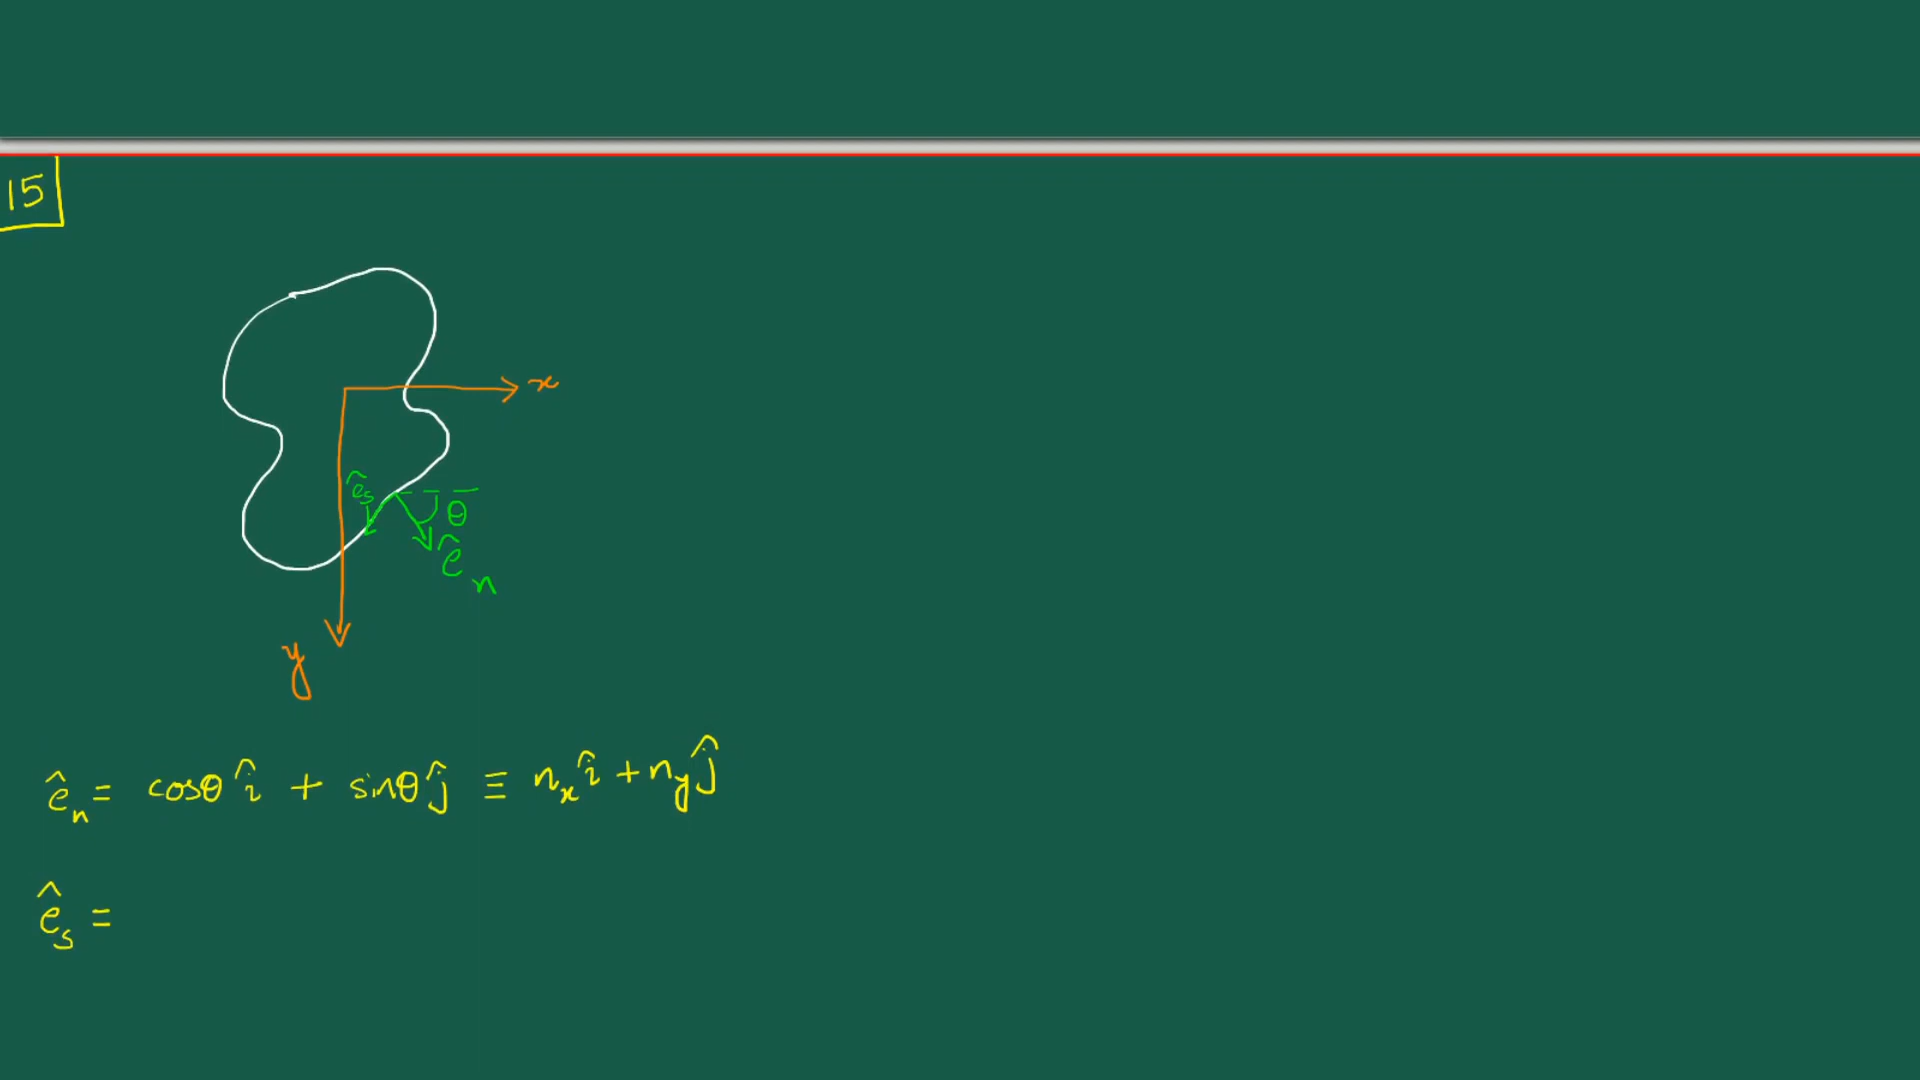 15
x
ê_s
θ
ê_n
y
ê_n = cosθ î + sinθ ĵ ≡ n_x î + n_y ĵ
ê_s =